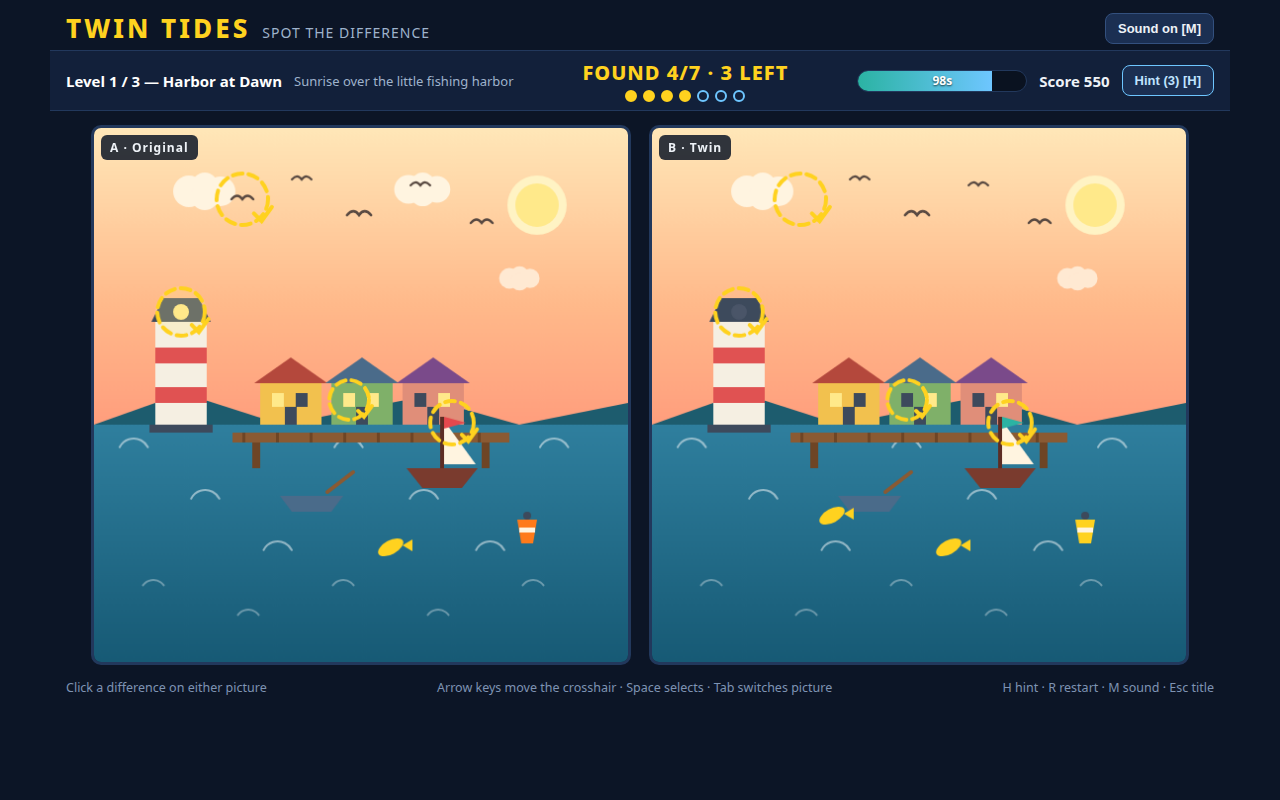 TWIN TIDES SPOT THE DIFFERENCE
Sound on [M]
Level 1 / 3 — Harbor at Dawn Sunrise over the little fishing harbor
FOUND 4/7 · 3 LEFT
98s
Score 550
Hint (3) [H]
A · Original
B · Twin
Click a difference on either picture
Arrow keys move the crosshair · Space selects · Tab switches picture
H hint · R restart · M sound · Esc title